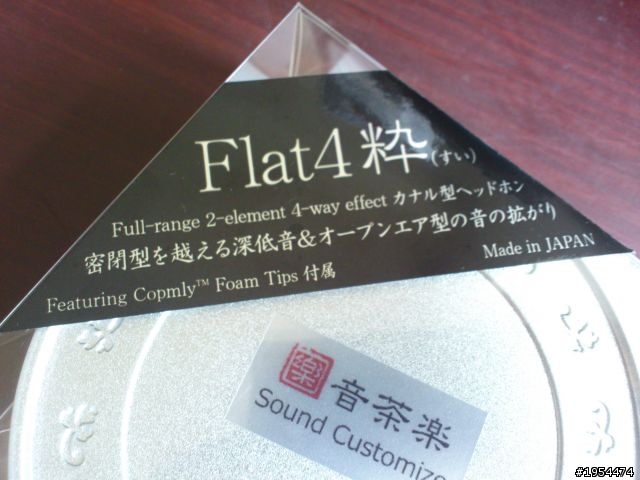 Flat4 粋(すい)
Full-range 2-element 4-way effect カナル型ヘッドホン
密閉型を越える深低音&オープンエア型の音の拡がり
Made in JAPAN
Featuring Copmly™ Foam Tips 付属
楽 音茶楽
Sound Customize
#1954474